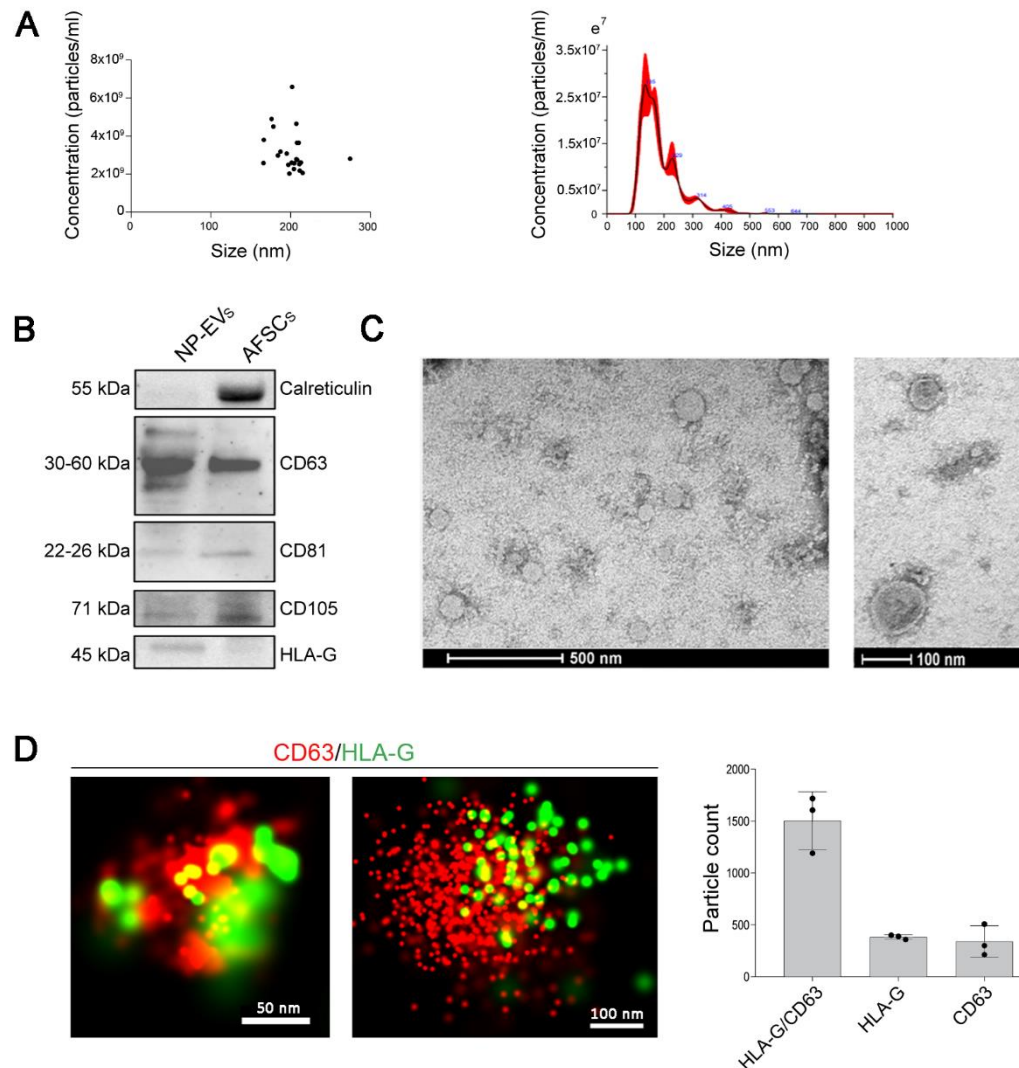 A
Concentration (particles/ml)
8x10⁹
6x10⁹
4x10⁹
2x10⁹
0
0
100
200
300
Size (nm)
Concentration (particles/ml)
e⁷
3.5x10⁷
2.5x10⁷
1.5x10⁷
0.5x10⁷
0
0 100 200 300 400 500 600 700 800 900 1000
Size (nm)
B
NP-EVs
AFSCs
55 kDa Calreticulin
30-60 kDa CD63
22-26 kDa CD81
71 kDa CD105
45 kDa HLA-G
C
500 nm
100 nm
D
CD63/HLA-G
50 nm
100 nm
Particle count
2000
1500
1000
500
0
HLA-G/CD63
HLA-G
CD63